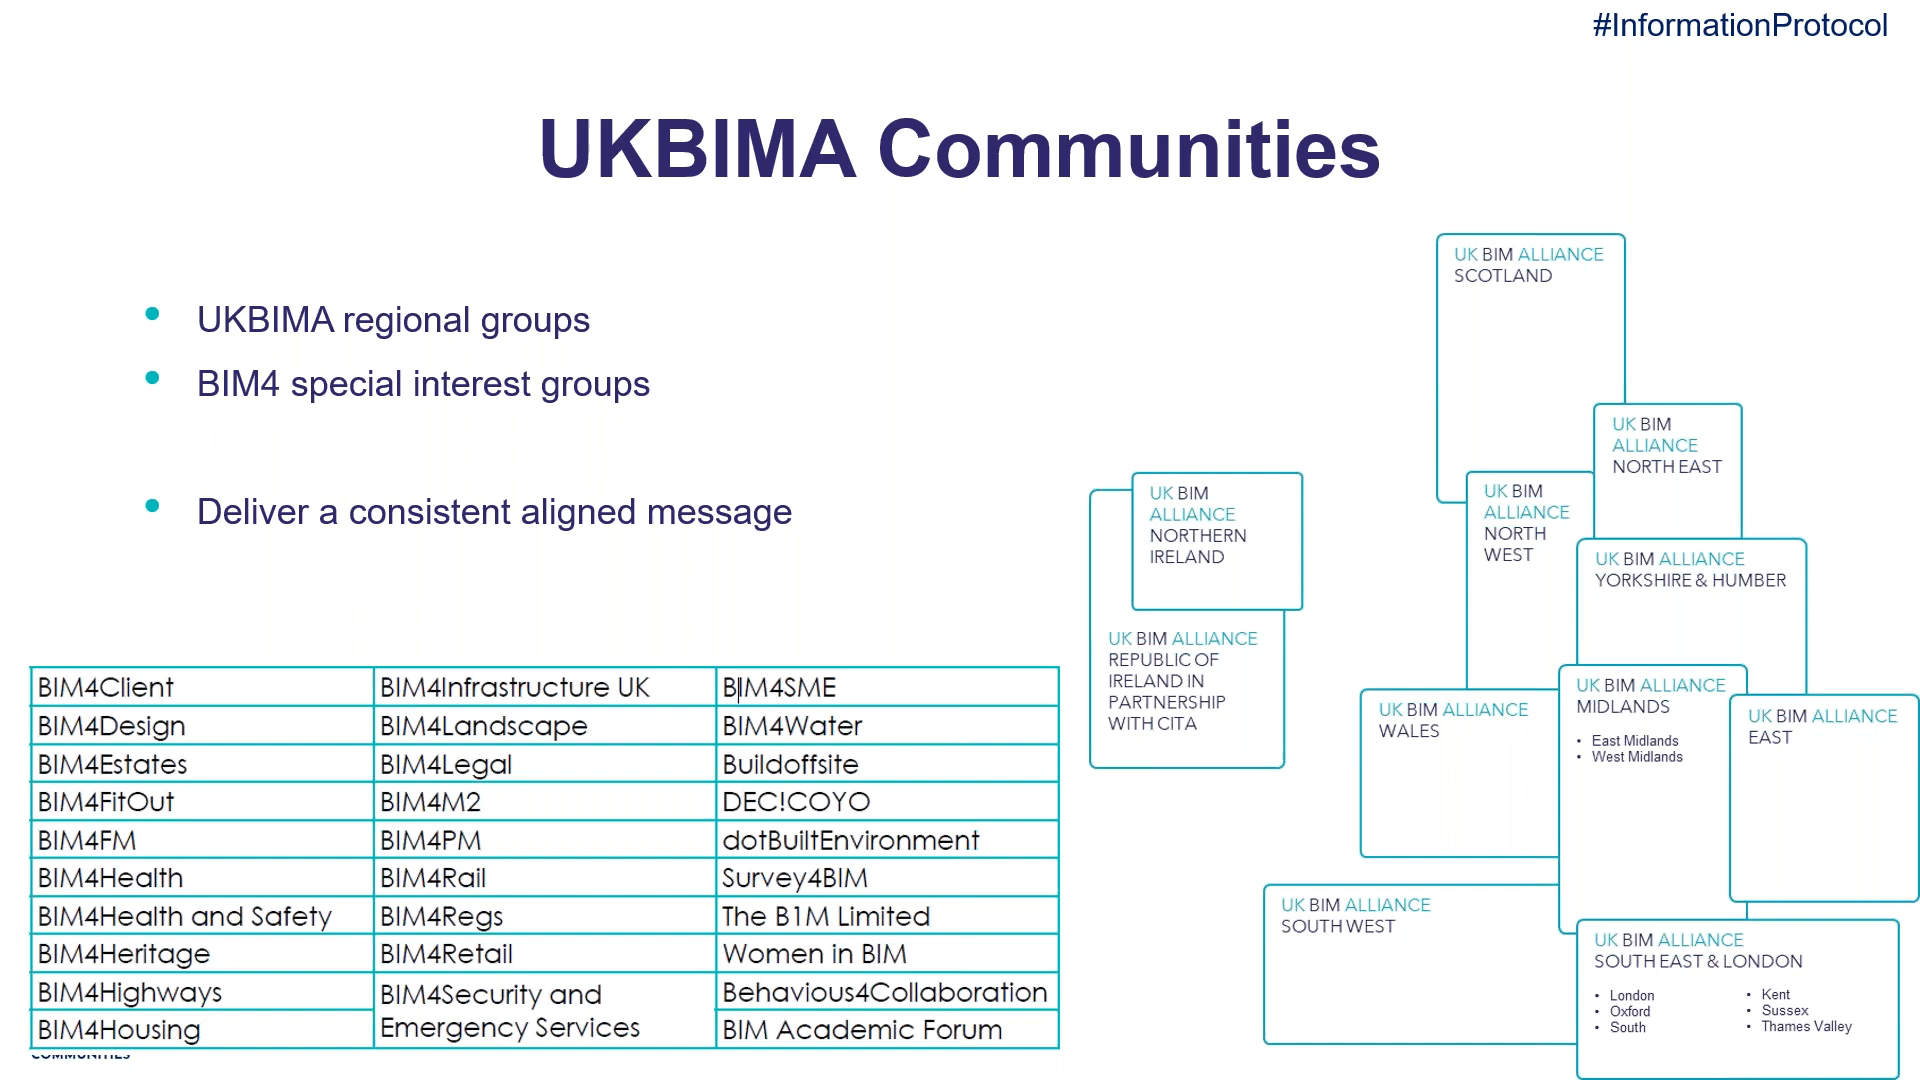 #InformationProtocol
UKBIMA Communities
• UKBIMA regional groups
• BIM4 special interest groups
• Deliver a consistent aligned message
BIM4Client
BIM4Infrastructure UK
BIM4SME
BIM4Design
BIM4Landscape
BIM4Water
BIM4Estates
BIM4Legal
Buildoffsite
BIM4FitOut
BIM4M2
DEC!COYO
BIM4FM
BIM4PM
dotBuiltEnvironment
BIM4Health
BIM4Rail
Survey4BIM
BIM4Health and Safety
BIM4Regs
The B1M Limited
BIM4Heritage
BIM4Retail
Women in BIM
BIM4Highways
BIM4Security and
Emergency Services
Behavious4Collaboration
BIM4Housing
BIM Academic Forum
COMMUNITIES
UK BIM ALLIANCE
SCOTLAND
UK BIM
ALLIANCE
NORTH EAST
UK BIM
ALLIANCE
NORTHERN
IRELAND
UK BIM
ALLIANCE
NORTH
WEST
UK BIM ALLIANCE
YORKSHIRE & HUMBER
UK BIM ALLIANCE
REPUBLIC OF
IRELAND IN
PARTNERSHIP
WITH CITA
UK BIM ALLIANCE
WALES
UK BIM ALLIANCE
MIDLANDS
• East Midlands
• West Midlands
UK BIM ALLIANCE
EAST
UK BIM ALLIANCE
SOUTH WEST
UK BIM ALLIANCE
SOUTH EAST & LONDON
• London
• Oxford
• South
• Kent
• Sussex
• Thames Valley